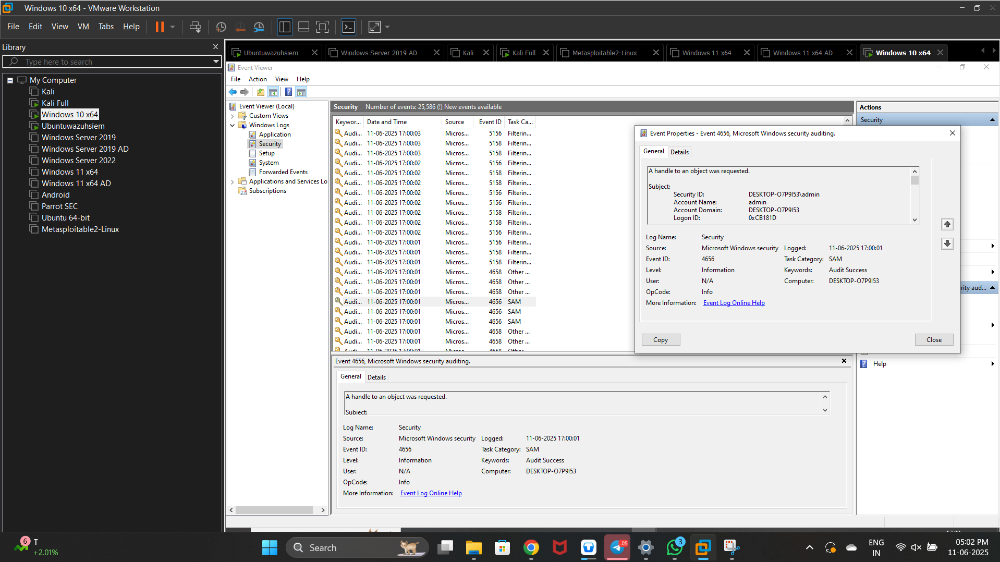 Windows 10 x64 - VMware Workstation
File Edit View VM Tabs Help
Library
Type here to search
My Computer
Kali
Kali Full
Windows 10 x64
Ubuntuwazuhsiem
Windows Server 2019
Windows Server 2019 AD
Windows Server 2022
Windows 11 x64
Windows 11 x64 AD
Android
Parrot SEC
Ubuntu 64-bit
Metasploitable2-Linux
Ubuntuwazuhsiem Windows Server 2019 AD Kali Kali Full Metasploitable2-Linux Windows 11 x64 Windows 11 x64 AD Windows 10 x64
Event Viewer
File Action View Help
Event Viewer (Local)
Custom Views
Windows Logs
Application
Security
Setup
System
Forwarded Events
Applications and Services Lo
Subscriptions
Security Number of events: 25,586 (!) New events available
Keywor... Date and Time Source Event ID Task Ca...
Audi... 11-06-2025 17:00:03 Micros... 5156 Filterin...
Audi... 11-06-2025 17:00:03 Micros... 5158 Filterin...
Audi... 11-06-2025 17:00:03 Micros... 5158 Filterin...
Audi... 11-06-2025 17:00:02 Micros... 5156 Filterin...
Audi... 11-06-2025 17:00:02 Micros... 5158 Filterin...
Audi... 11-06-2025 17:00:02 Micros... 5158 Filterin...
Audi... 11-06-2025 17:00:02 Micros... 5156 Filterin...
Audi... 11-06-2025 17:00:02 Micros... 5156 Filterin...
Audi... 11-06-2025 17:00:02 Micros... 5158 Filterin...
Audi... 11-06-2025 17:00:02 Micros... 5158 Filterin...
Audi... 11-06-2025 17:00:02 Micros... 5156 Filterin...
Audi... 11-06-2025 17:00:01 Micros... 5156 Filterin...
Audi... 11-06-2025 17:00:01 Micros... 5158 Filterin...
Audi... 11-06-2025 17:00:01 Micros... 5158 Filterin...
Audi... 11-06-2025 17:00:01 Micros... 4658 Other ...
Audi... 11-06-2025 17:00:01 Micros... 4658 Other ...
Audi... 11-06-2025 17:00:01 Micros... 4658 Other ...
Audi... 11-06-2025 17:00:01 Micros... 4656 SAM
Audi... 11-06-2025 17:00:01 Micros... 4656 SAM
Audi... 11-06-2025 17:00:01 Micros... 4656 SAM
Audi... 11-06-2025 17:00:01 Micros... 4658 Other ...
Audi... 11-06-2025 17:00:01 Micros... 4658 Other ...
Event 4656, Microsoft Windows security auditing.
General Details
A handle to an object was requested.
Subject:
Log Name: Security
Source: Microsoft Windows security Logged: 11-06-2025 17:00:01
Event ID: 4656 Task Category: SAM
Level: Information Keywords: Audit Success
User: N/A Computer: DESKTOP-O7P9I53
OpCode: Info
More Information: Event Log Online Help
Actions
Security
rity aud...
Help
Event Properties - Event 4656, Microsoft Windows security auditing.
General Details
A handle to an object was requested.
Subject:
Security ID: DESKTOP-O7P9I53\admin
Account Name: admin
Account Domain: DESKTOP-O7P9I53
Logon ID: 0xCB181D
Log Name: Security
Source: Microsoft Windows security Logged: 11-06-2025 17:00:01
Event ID: 4656 Task Category: SAM
Level: Information Keywords: Audit Success
User: N/A Computer: DESKTOP-O7P9I53
OpCode: Info
More Information: Event Log Online Help
Copy Close
6 T
+2.01%
Search
.05
3
ENG
IN
05:02 PM
11-06-2025